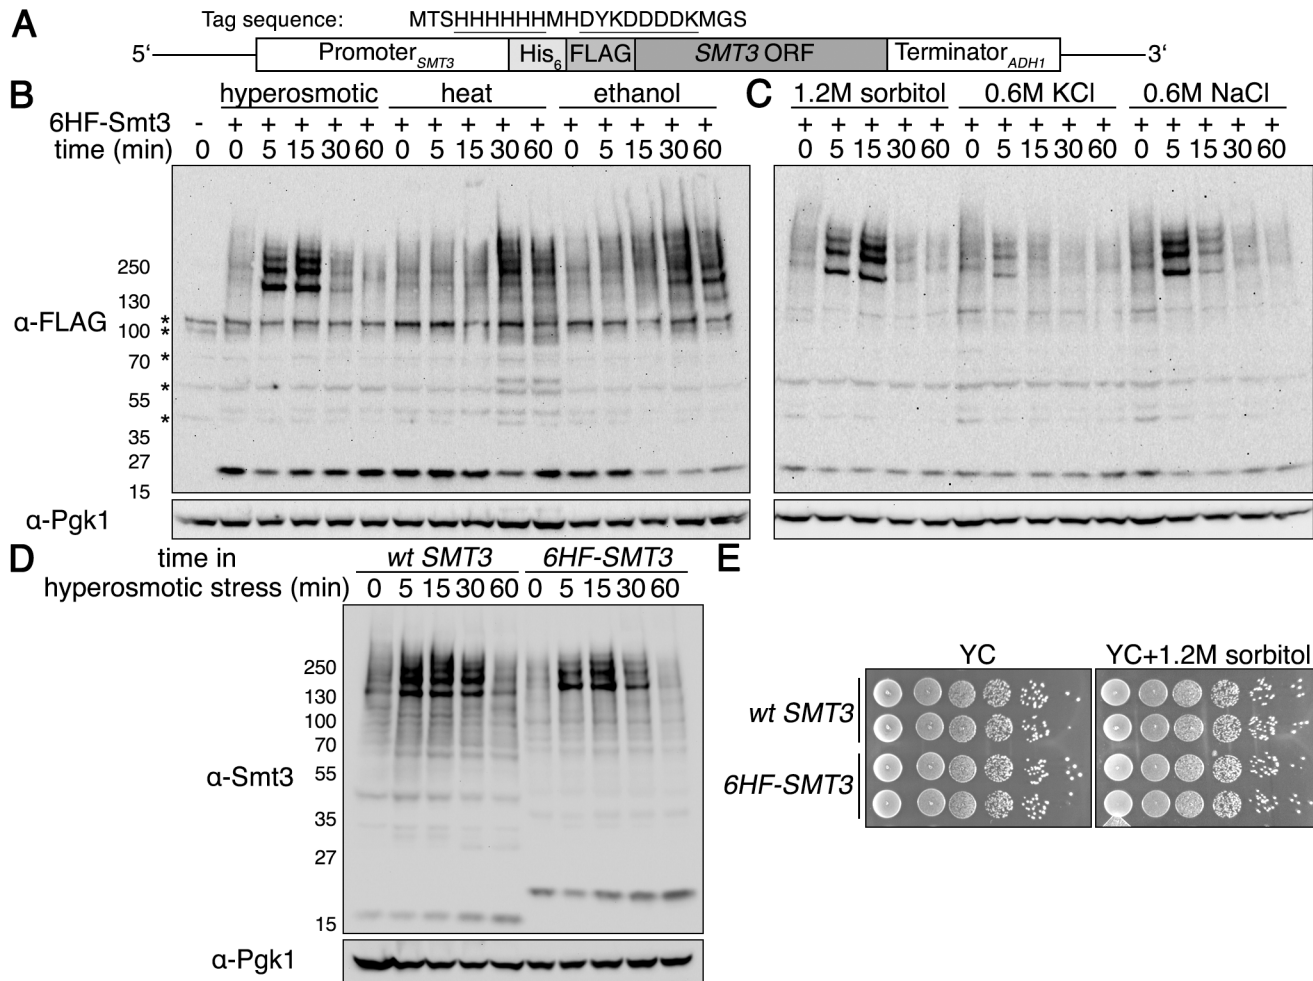 A
Tag sequence: MTSHHHHHHMHDYKDDDDKMGS
5‘ Promoter SMT3 His6 FLAG SMT3 ORF Terminator ADH1 3‘
B
hyperosmotic heat ethanol
6HF-Smt3 - + + + + + + + + + + + + + + +
time (min) 0 0 5 15 30 60 0 5 15 30 60 0 5 15 30 60
250
130
α-FLAG
*
100 *
70 *
*
55
*
35
27
15
α-Pgk1
C
1.2M sorbitol 0.6M KCl 0.6M NaCl
+ + + + + + + + + + + + + + +
0 5 15 30 60 0 5 15 30 60 0 5 15 30 60
D
time in wt SMT3 6HF-SMT3
hyperosmotic stress (min) 0 5 15 30 60 0 5 15 30 60
250
130
100
70
α-Smt3
55
35
27
15
α-Pgk1
E
YC YC+1.2M sorbitol
wt SMT3
6HF-SMT3